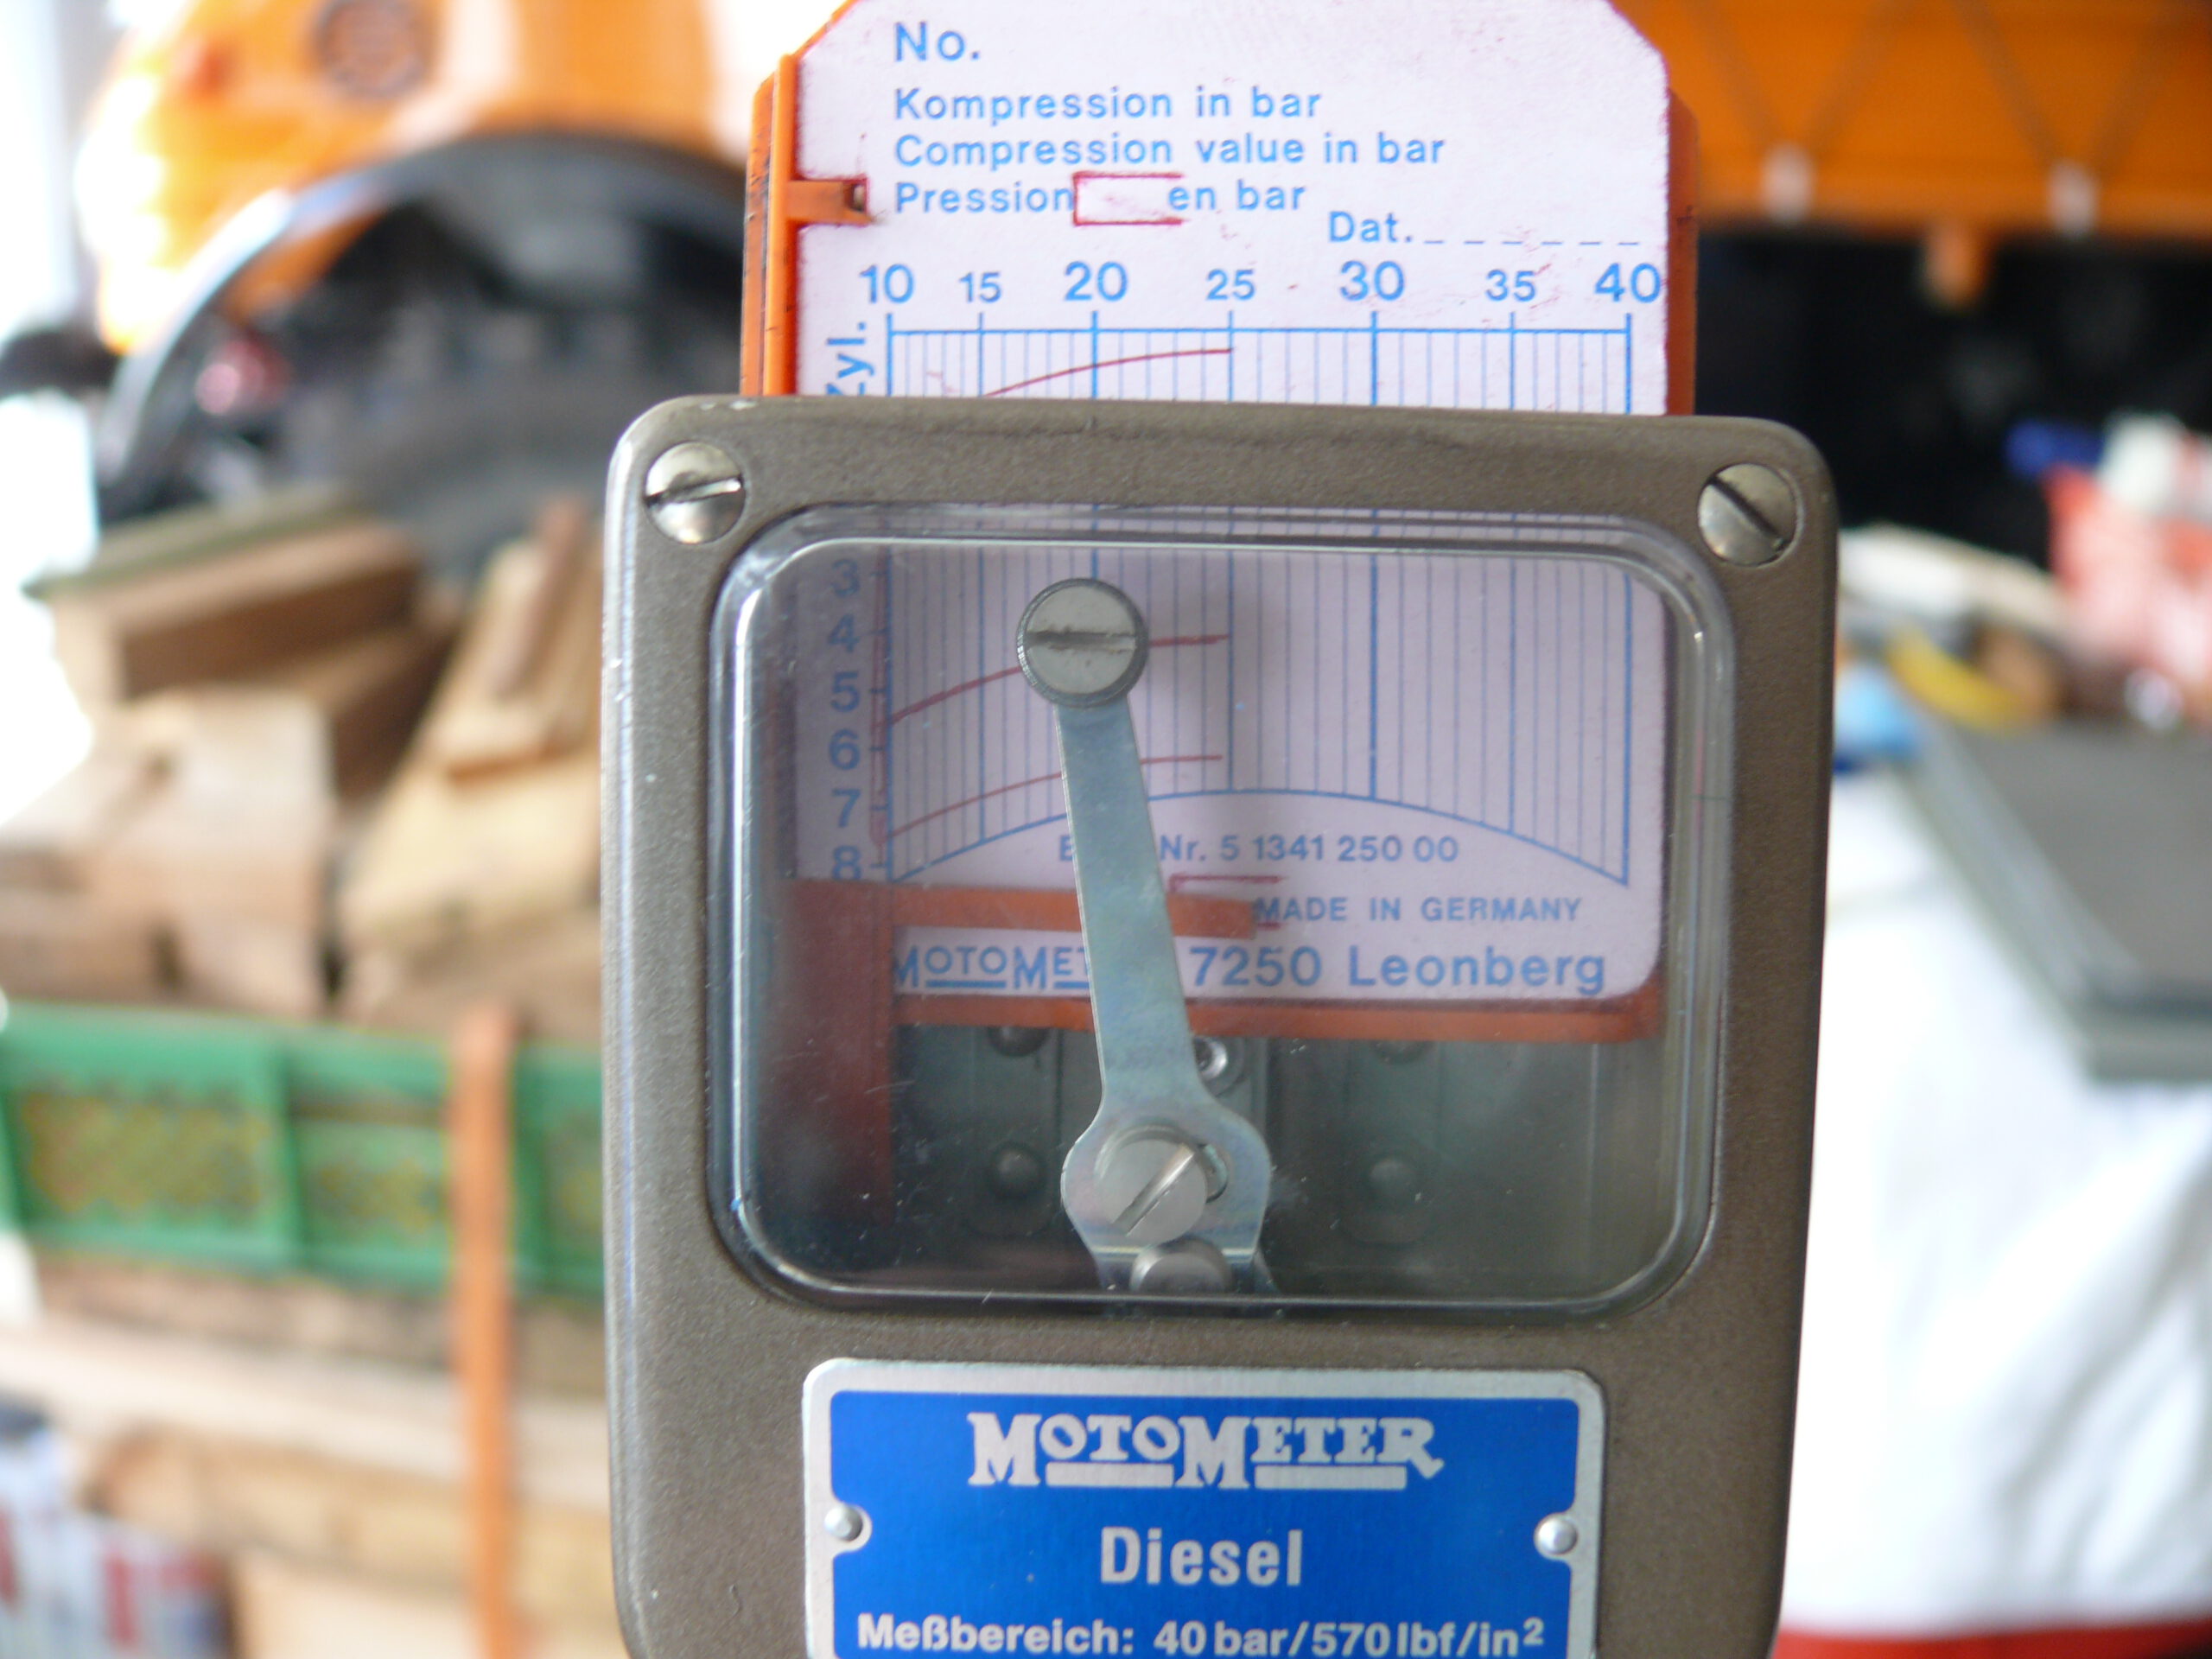 No.
Kompression in bar
Compression value in bar
Pression en bar
Dat.
10 15 20 25 30 35 40
Zyl.
3
4
5
6
7
8
Nr. 5 1341 250 00
MADE IN GERMANY
7250 Leonberg
MOTOMETER
Diesel
Meßbereich: 40 bar/570 lbf/in²